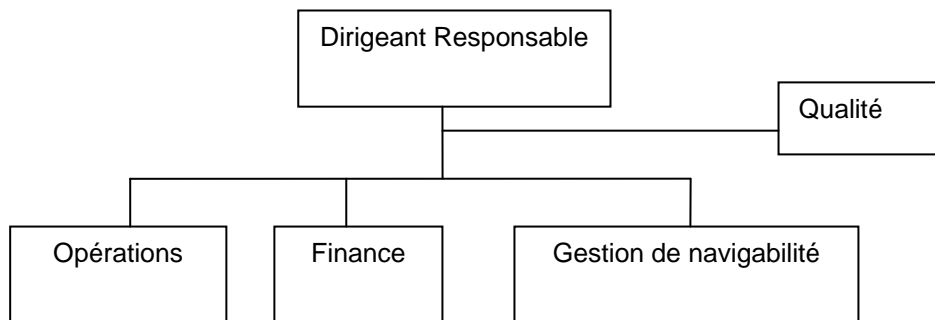 Dirigeant Responsable
Qualité
Opérations
Finance
Gestion de navigabilité